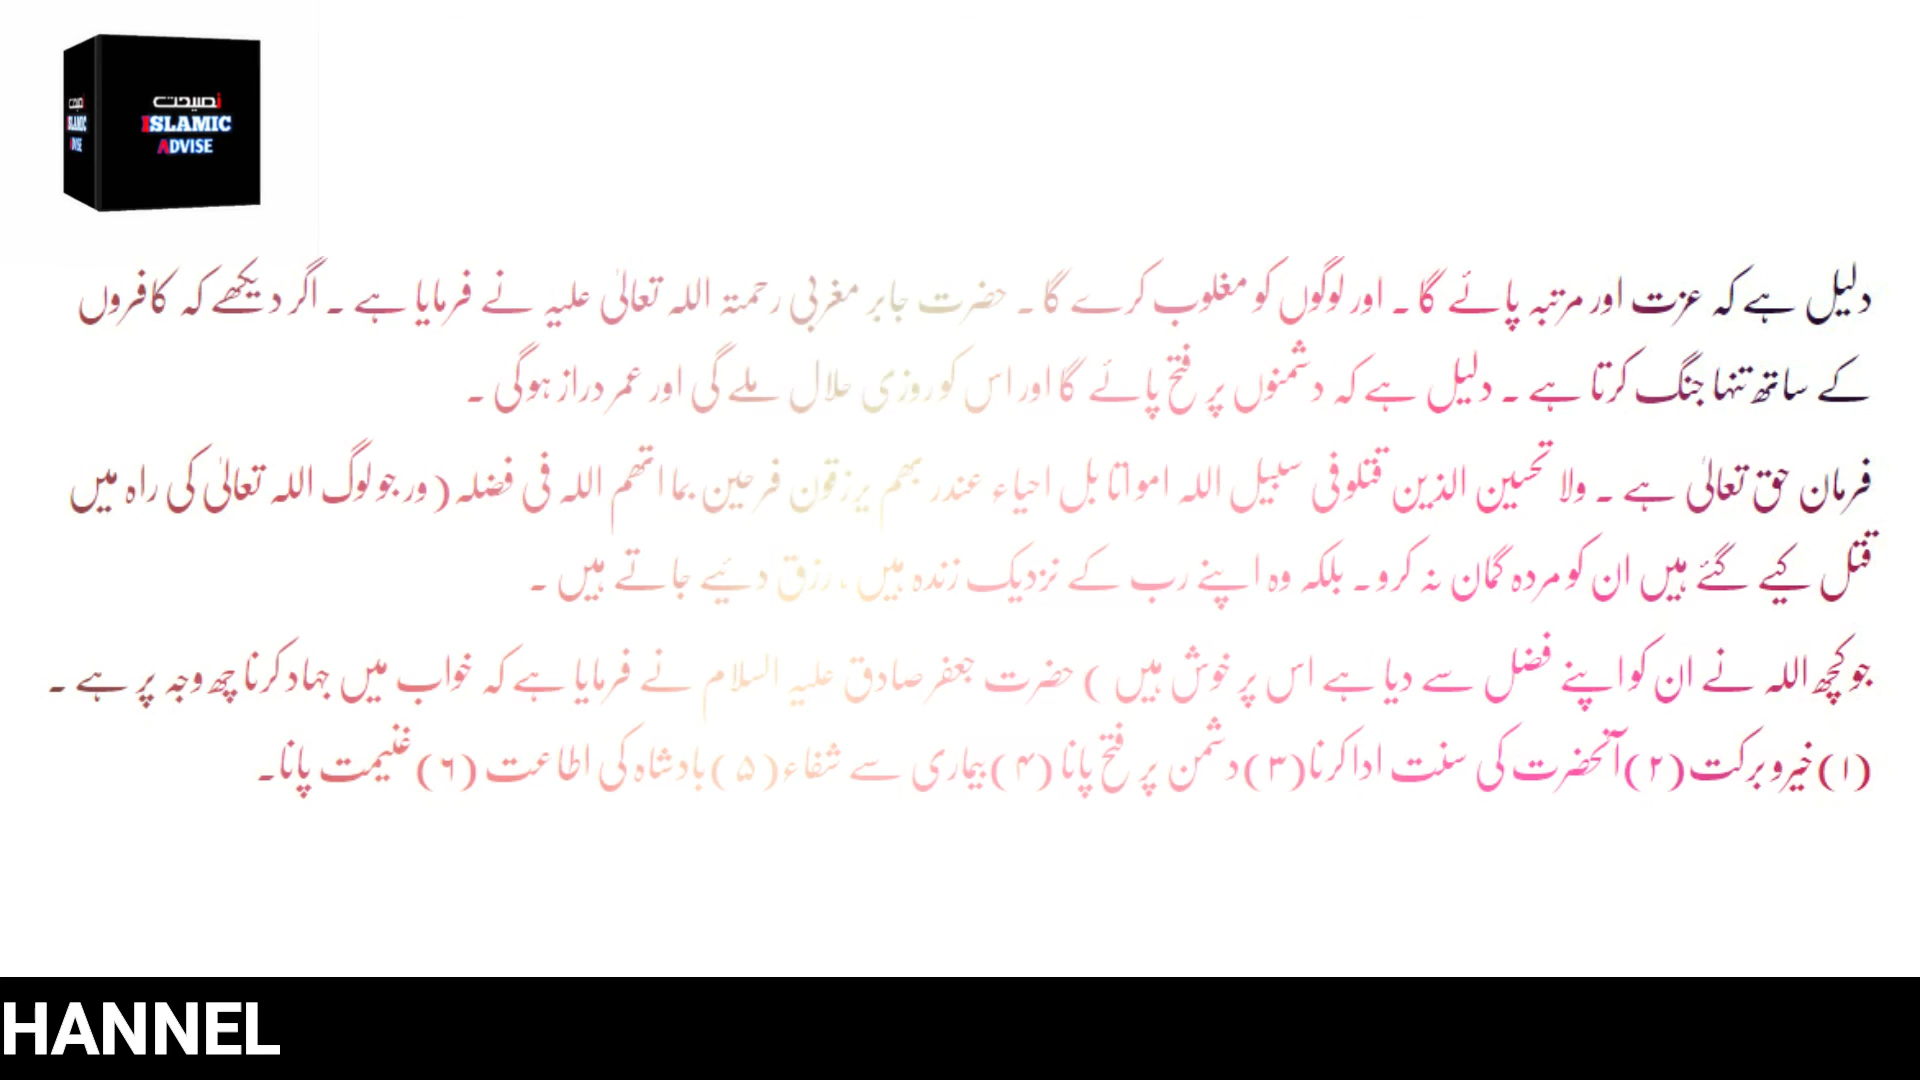 نصیحت
ISLAMIC
ADVISE
نصیحت
ISLAMIC
ADVISE
دلیل ہے کہ عزت اور مرتبہ پائے گا۔ اور لوگوں کو مغلوب کرے گا۔ حضرت جابر مغربی رحمتہ اللہ تعالیٰ علیہ نے فرمایا ہے ۔ اگر دیکھے کہ کافروں
کے ساتھ تنہا جنگ کرتا ہے ۔ دلیل ہے کہ دشمنوں پر فتح پائے گا اور اس کو روزی حلال ملے گی اور عمر دراز ہوگی ۔
فرمان حق تعالیٰ ہے ۔ ولا تحسبن الذین قتلو فی سبیل اللہ امواتا بل احیاء عندربھم یرزقون فرحین بما اتھم اللہ فی فضلہ (ور جو لوگ اللہ تعالیٰ کی راہ میں
قتل کیے گئے ہیں ان کو مردہ گمان نہ کرو۔ بلکہ وہ اپنے رب کے نزدیک زندہ ہیں ، رزق دئیے جاتے ہیں ۔
جو کچھ اللہ نے ان کو اپنے فضل سے دیا ہے اس پر خوش ہیں ) حضرت جعفر صادق علیہ السلام نے فرمایا ہے کہ خواب میں جہاد کرنا چھ وجہ پر ہے ۔
(۱) خیر و برکت (۲) آنحضرت کی سنت ادا کرنا (۳) دشمن پر فتح پانا (۴) بیماری سے شفاء (۵) بادشاہ کی اطاعت (۶) غنیمت پانا۔
HANNEL